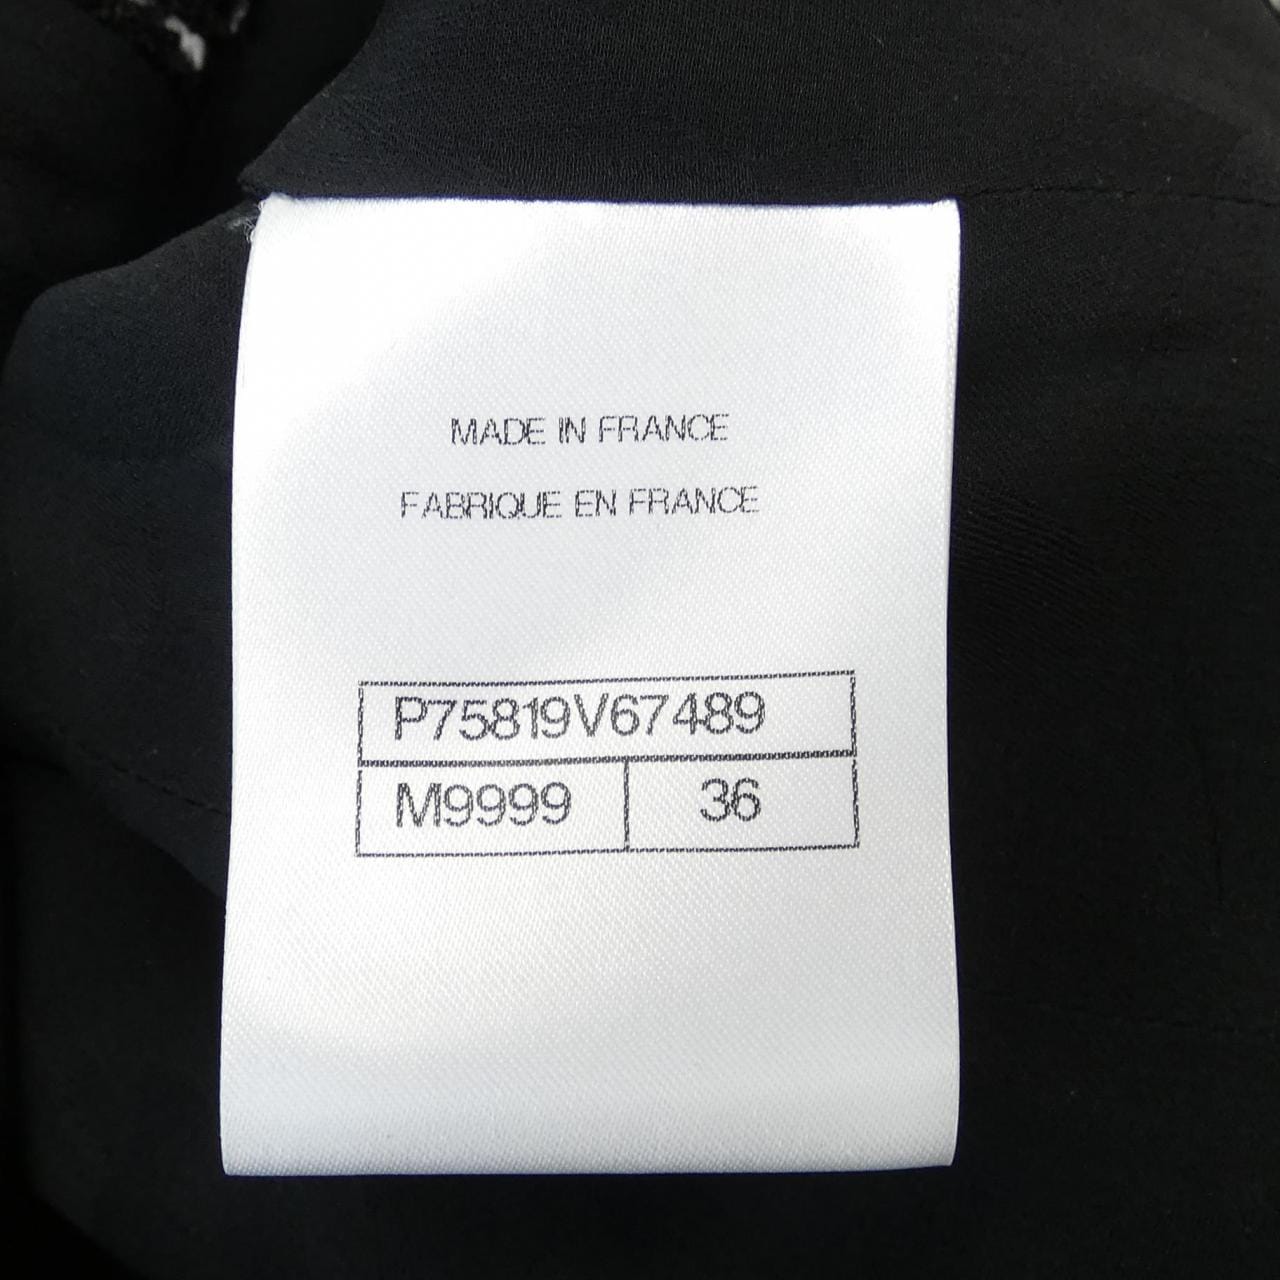 MADE IN FRANCE
FABRIQUE EN FRANCE
P75819V67489
M9999 36